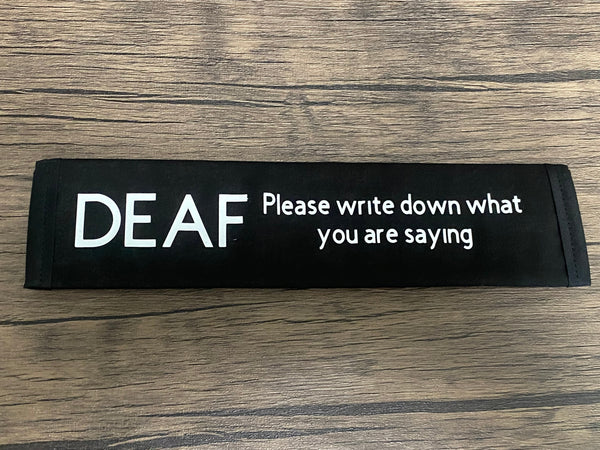 DEAF
Please write down what
you are saying